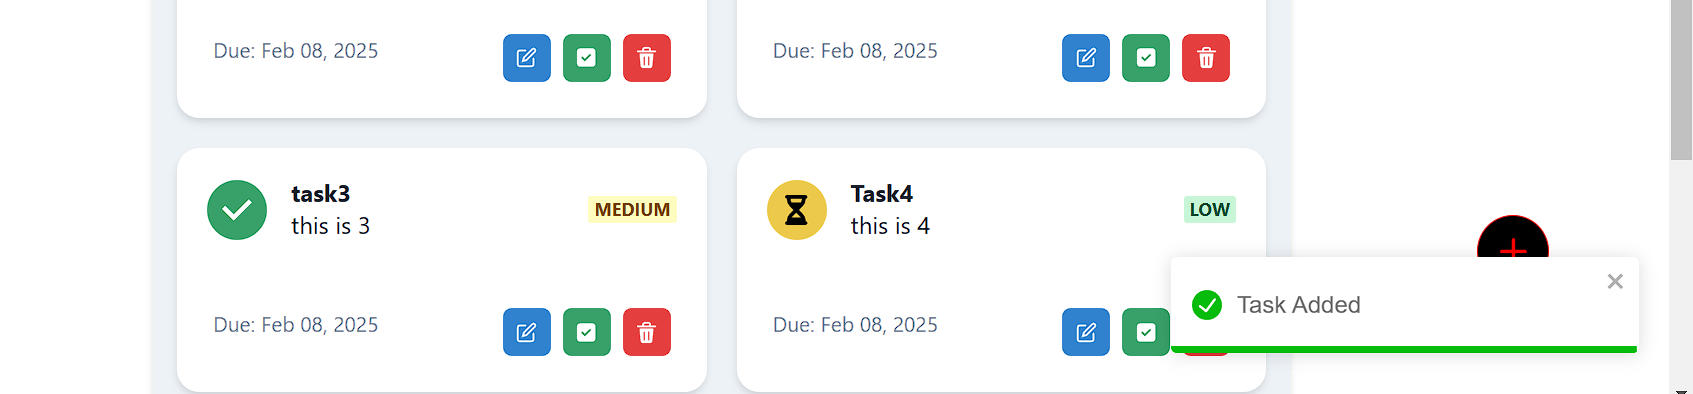 Due: Feb 08, 2025
Due: Feb 08, 2025
task3
this is 3
MEDIUM
Task4
this is 4
LOW
Due: Feb 08, 2025
Due: Feb 08, 2025
Task Added